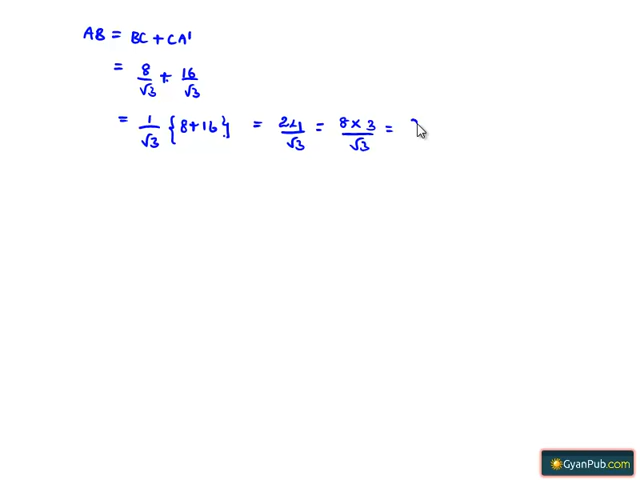 AB = BC + CA'
= 8/√3 + 16/√3
= 1/√3 {8+16} = 24/√3 = 8 × 3/√3 =
GyanPub.com